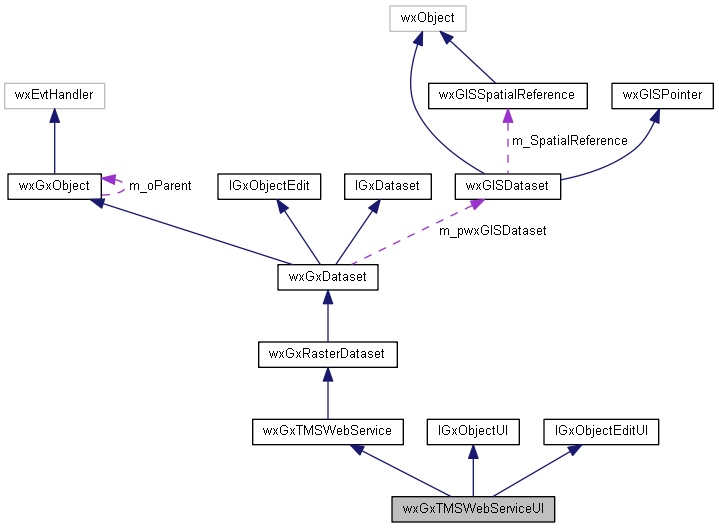 wxObject
wxEvtHandler
wxGISSpatialReference
wxGISPointer
m_SpatialReference
wxGxObject
m_oParent
IGxObjectEdit
IGxDataset
wxGISDataset
m_pwxGISDataset
wxGxDataset
wxGxRasterDataset
wxGxTMSWebService
IGxObjectUI
IGxObjectEditUI
wxGxTMSWebServiceUI